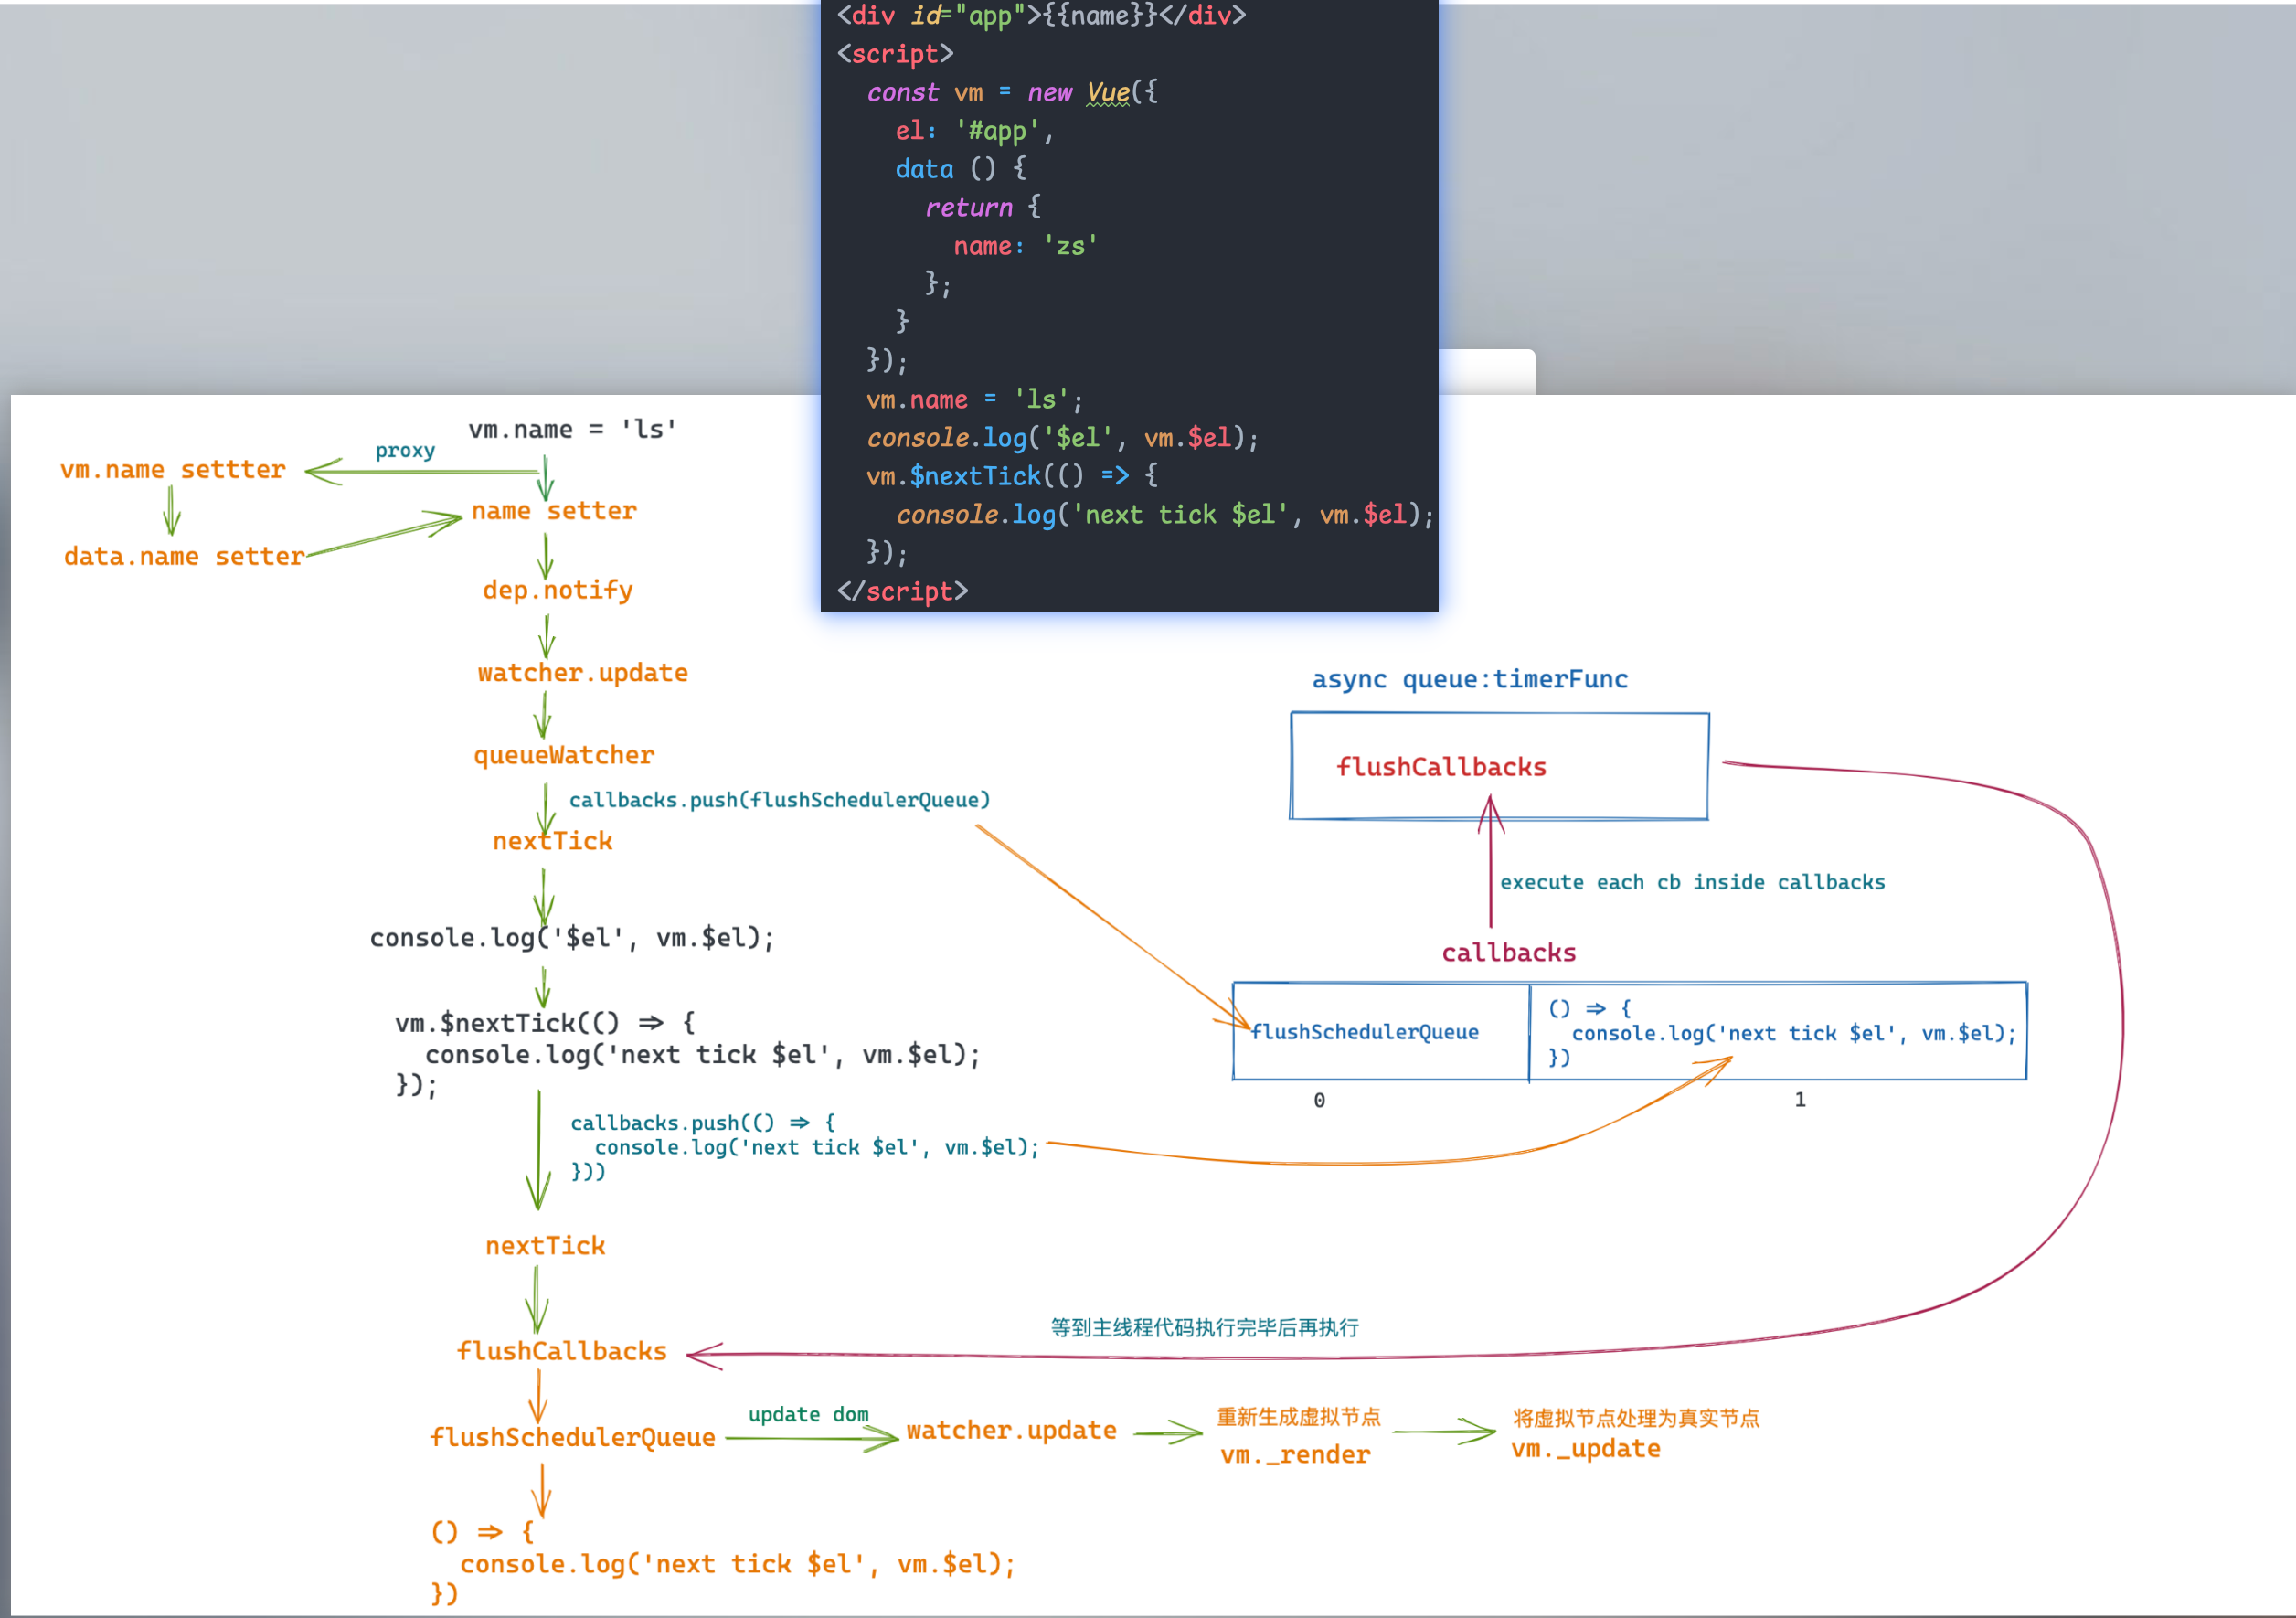 <div id="app">{{name}}</div>
<script>
const vm = new Vue({
el: '#app',
data () {
return {
name: 'zs'
};
}
});
vm.name = 'ls';
console.log('$el', vm.$el);
vm.$nextTick(() => {
console.log('next tick $el', vm.$el);
});
</script>
vm.name = 'ls'
proxy
vm.name settter
name setter
data.name setter
dep.notify
watcher.update
queueWatcher
callbacks.push(flushSchedulerQueue)
nextTick
console.log('$el', vm.$el);
vm.$nextTick(() => {
console.log('next tick $el', vm.$el);
});
callbacks.push(() => {
console.log('next tick $el', vm.$el);
}))
nextTick
async queue:timerFunc
flushCallbacks
execute each cb inside callbacks
callbacks
flushSchedulerQueue
() => {
console.log('next tick $el', vm.$el);
})
0
1
等到主线程代码执行完毕后再执行
flushCallbacks
flushSchedulerQueue
update dom
watcher.update
重新生成虚拟节点
vm._render
将虚拟节点处理为真实节点
vm._update
() => {
console.log('next tick $el', vm.$el);
})